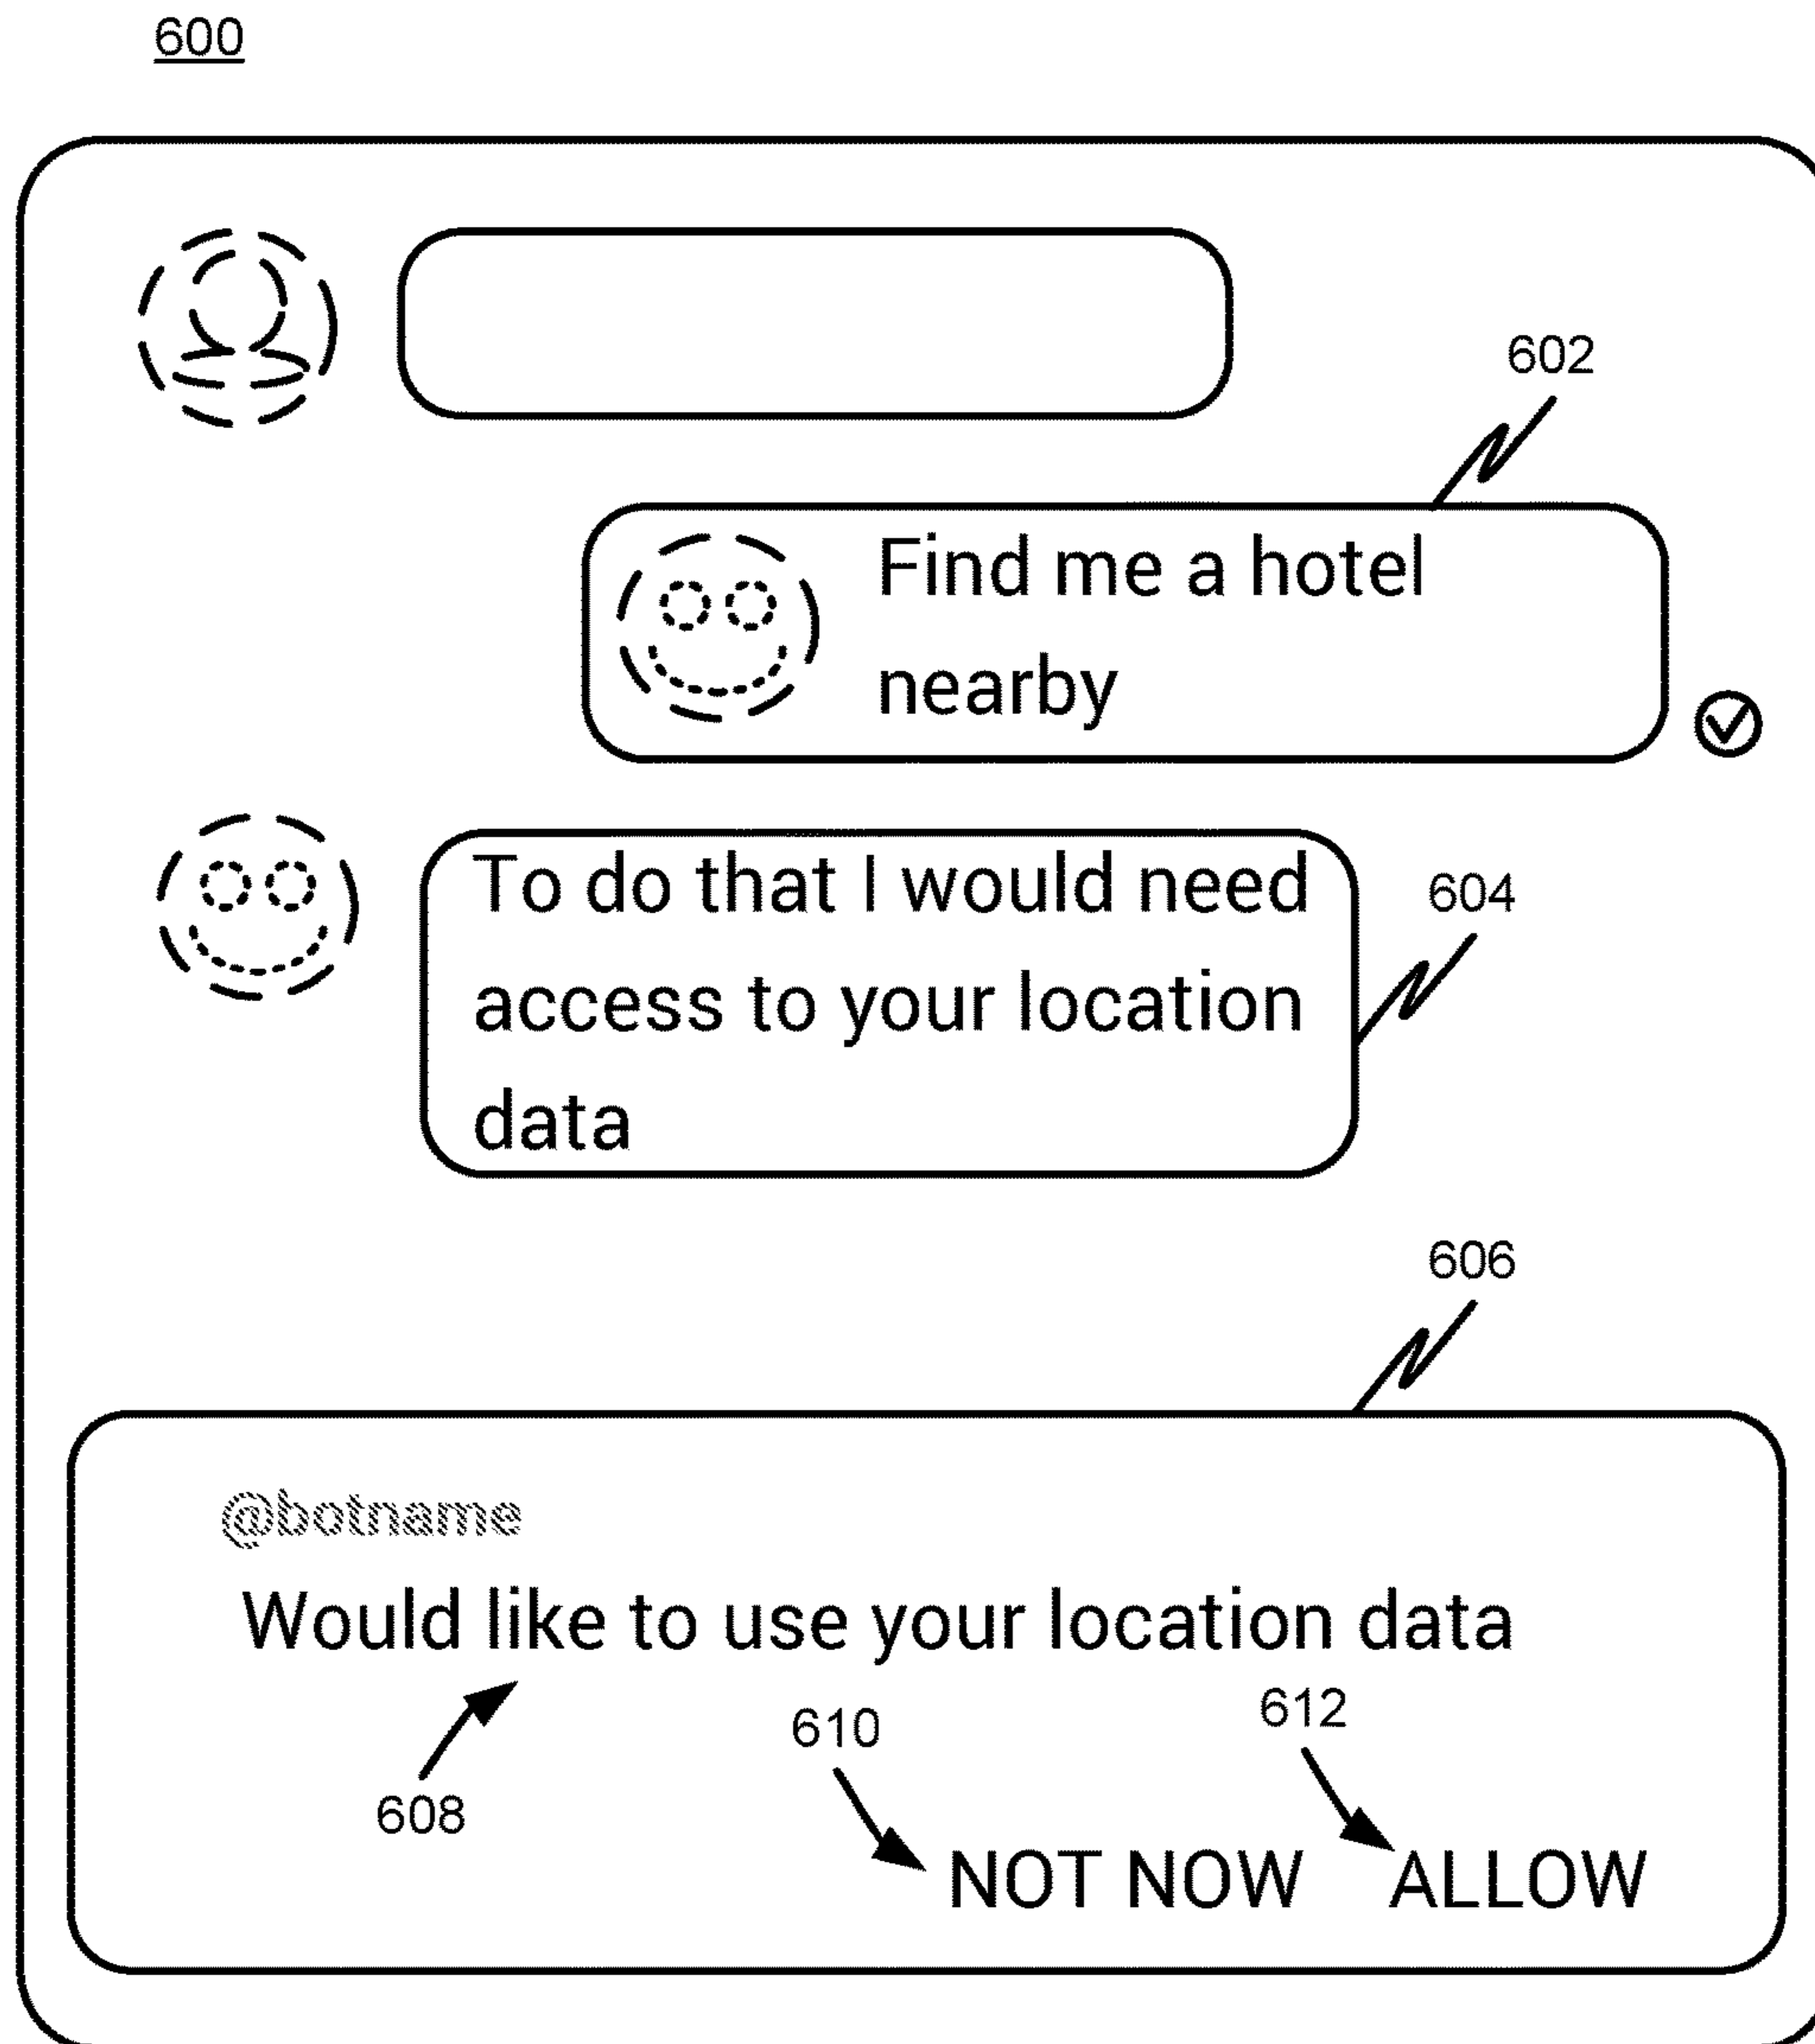 600
602
Find me a hotel
nearby
To do that I would need
604
access to your location
data
606
@botname
Would like to use your location data
612
610
608
NOT NOW ALLOW